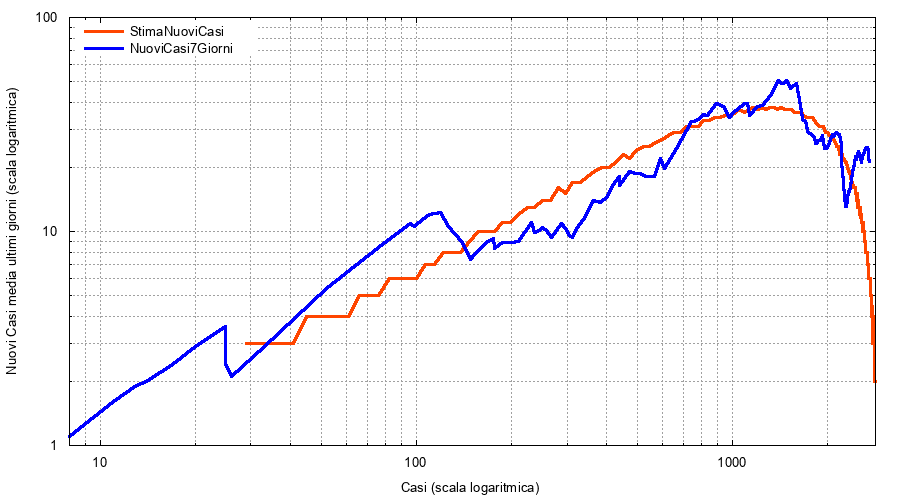 100
StimaNuoviCasi
NuoviCasi7Giorni
Nuovi Casi media ultimi giorni (scala logaritmica)
10
1
10
100
1000
Casi (scala logaritmica)